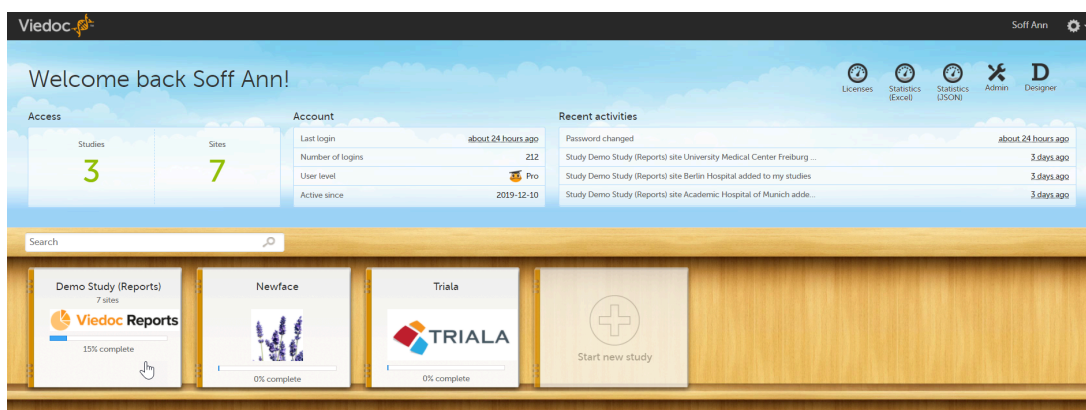 Viedoc
Soff Ann
Welcome back Soff Ann!
Licenses
Statistics
(Excel)
Statistics
(JSON)
Admin
D
Designer
Access
Studies
3
Sites
7
Account
Last login about 24 hours ago
Number of logins 212
User level Pro
Active since 2019-12-10
Recent activities
Password changed about 24 hours ago
Study Demo Study (Reports) site University Medical Center Freiburg ... 3 days ago
Study Demo Study (Reports) site Berlin Hospital added to my studies 3 days ago
Study Demo Study (Reports) site Academic Hospital of Munich adde... 3 days ago
Search
Demo Study (Reports)
7 sites
Viedoc Reports
15% complete
Newface
0% complete
Triala
TRIALA
0% complete
Start new study